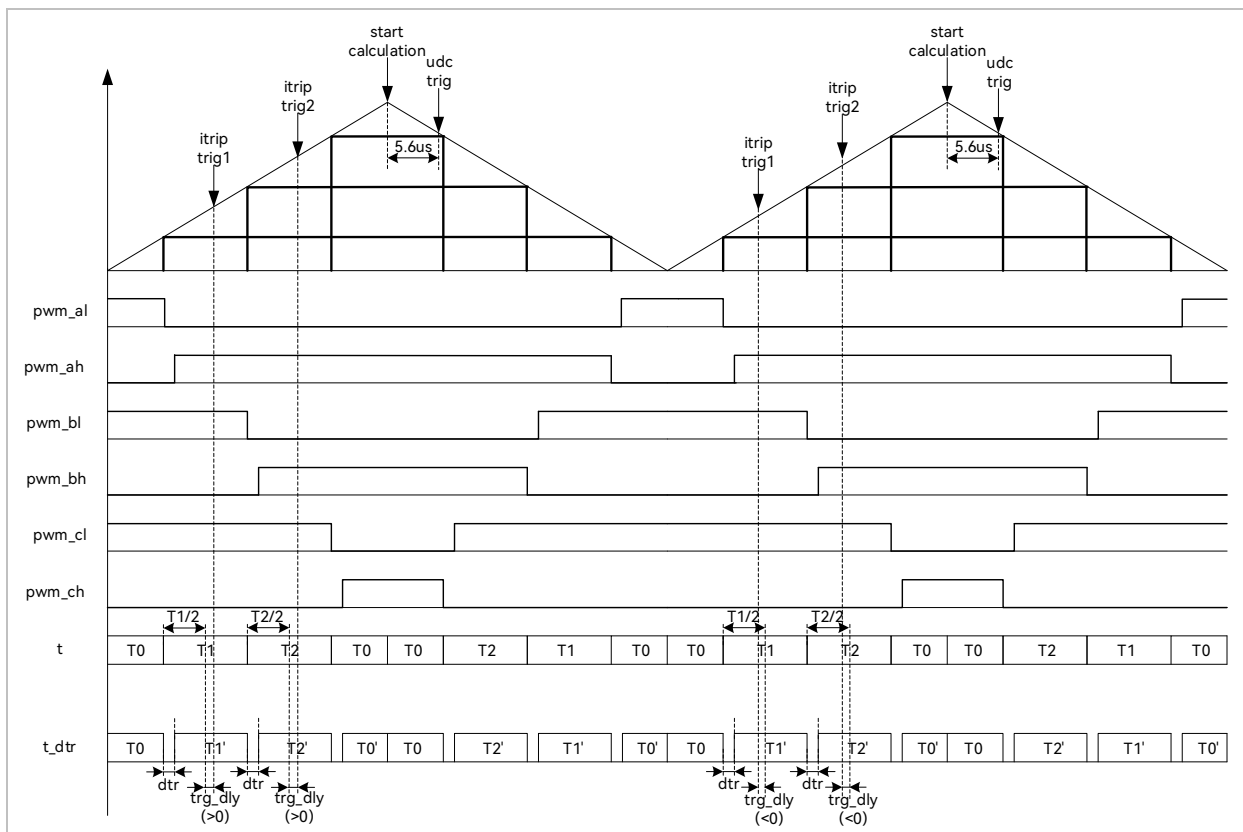 start
calculation
udc
trig
itrip
trig2
itrip
trig1
5.6us
start
calculation
udc
trig
itrip
trig2
itrip
trig1
5.6us
pwm_al
pwm_ah
pwm_bl
pwm_bh
pwm_cl
pwm_ch
T1/2 T2/2 T1/2 T2/2
t T0 T1 T2 T0 T0 T2 T1 T0 T0 T1 T2 T0 T0 T2 T1 T0
t_dtr T0 T1' T2' T0' T0 T2' T1' T0' T0 T1' T2' T0' T0 T2' T1' T0'
dtr dtr dtr dtr
trg_dly trg_dly trg_dly trg_dly
(>0) (>0) (<0) (<0)